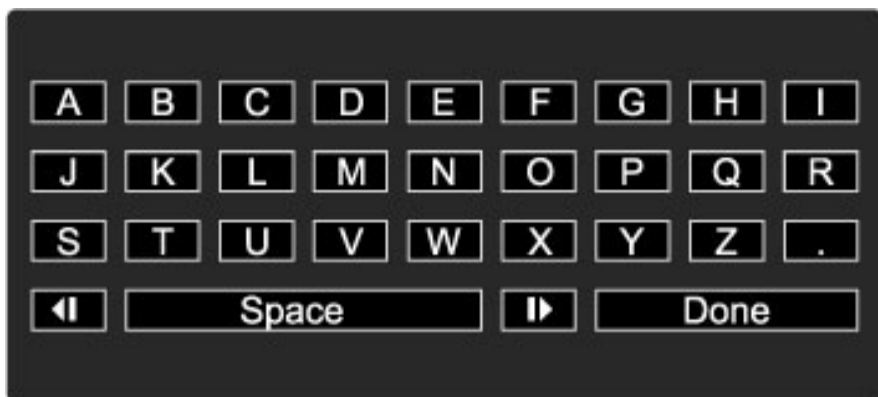 A B C D E F G H I
J K L M N O P Q R
S T U V W X Y Z .
Space Done